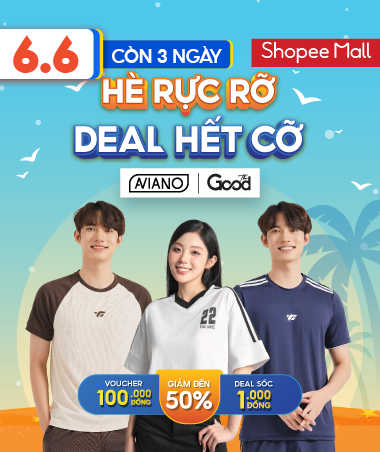 6.6
CÒN 3 NGÀY
Shopee Mall
HÈ RỰC RỠ
DEAL HẾT CỠ
AVIANO
The Good
22
VOUCHER
100.000 ĐỒNG
GIẢM ĐẾN
50%
DEAL SỐC
1.000 ĐỒNG